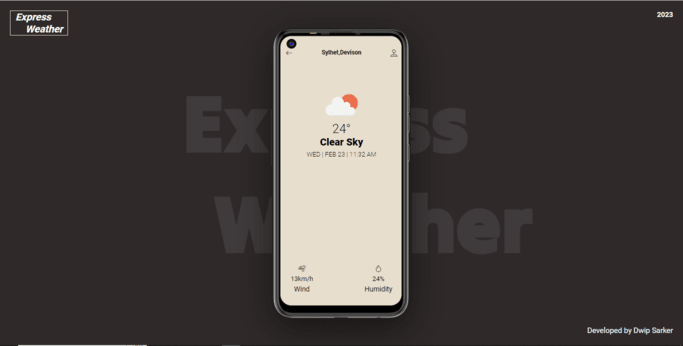 Express
Weather
2023
Express
Weather
Sylhet,Devison
24°
Clear Sky
WED | FEB 23 | 11:32 AM
13km/h
Wind
24%
Humidity
Developed by Dwip Sarker